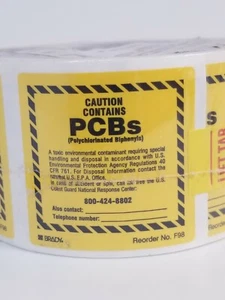 CAUTION
CONTAINS
PCBs
(Polychlorinated Biphenyls)
A toxic environmental contaminant requiring special
handling and disposal in accordance with U.S.
Environmental Protection Agency Regulations 40
CFR 761. For Disposal Information contact the
nearest U.S. E.P.A. Office.
In case of accident or spill, call toll free the U.S.
Coast Guard National Response Center:
800-424-8802
Also contact:
Telephone number:
BRADY
Reorder No. F98
LIFT TAB